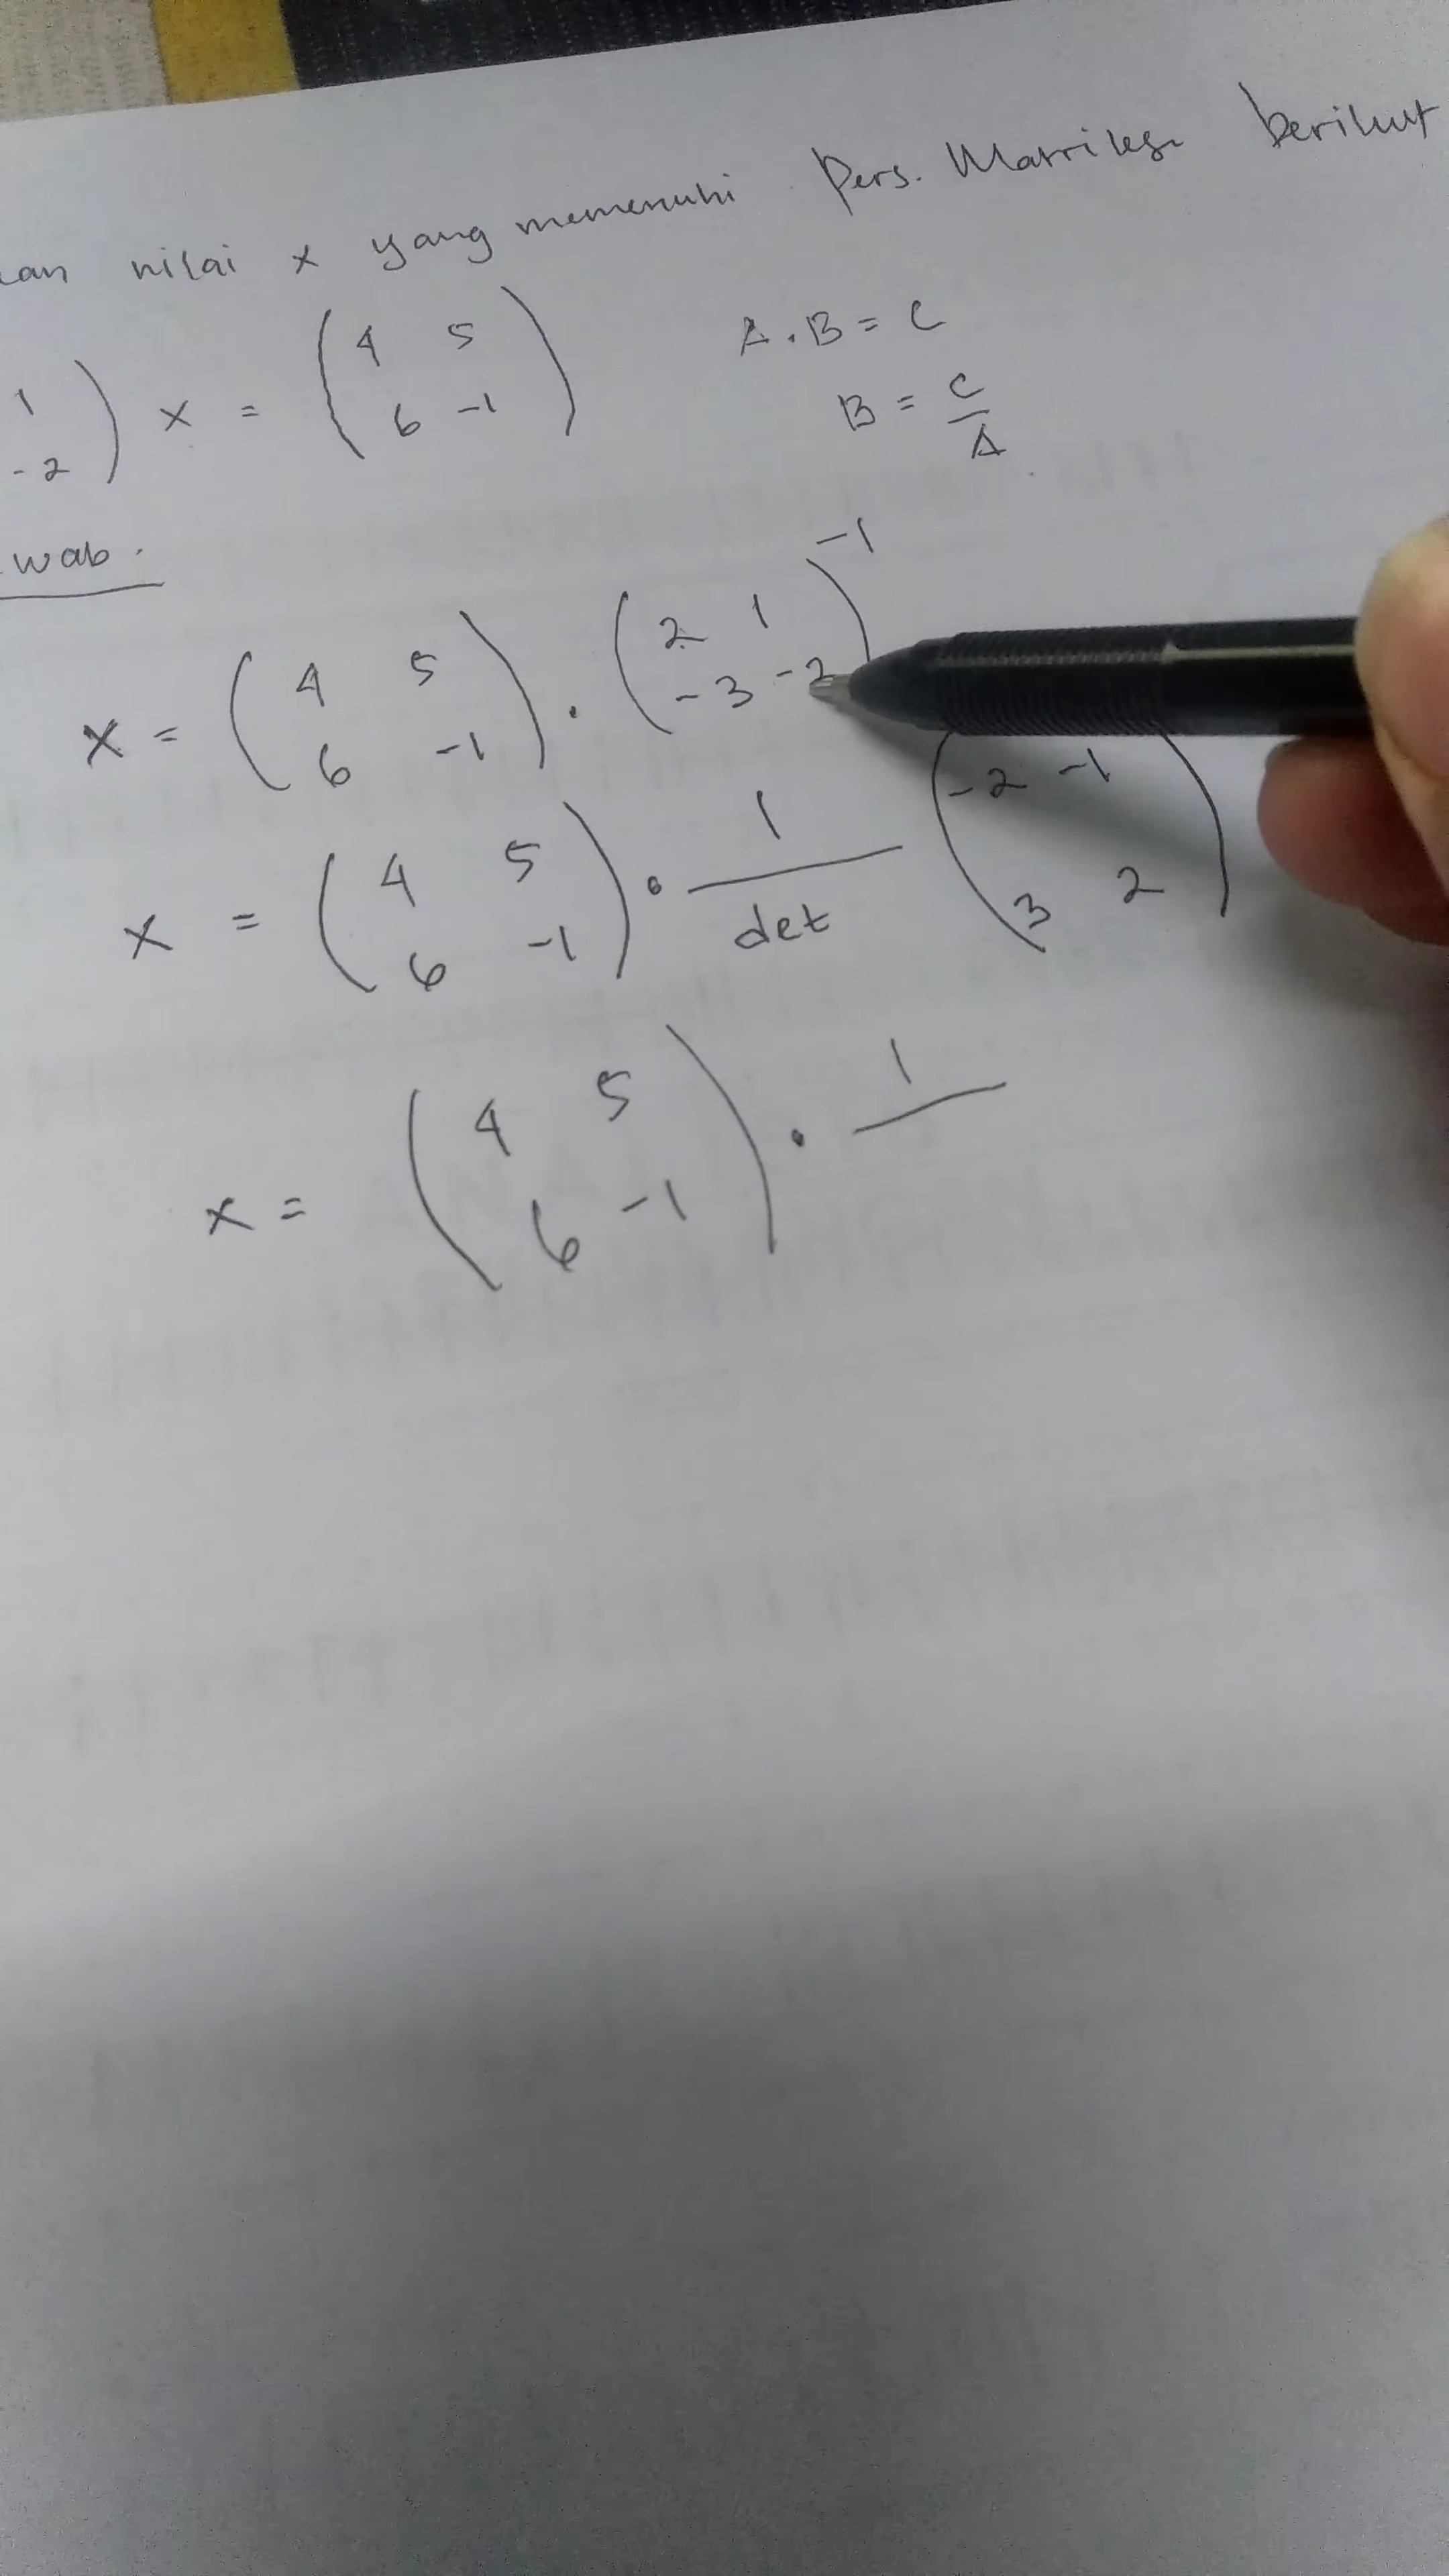 nilai x yang memenuhi Pers. Matriks berikut
1 ) x = ( 4 5 A . B = C
-2 6 -1 ) B = C/A
wab.
x = ( 4 5 ) . ( 2 1 )^-1
6 -1 -3 -2
x = ( 4 5 ) . 1/det ( -2 -1 )
6 -1 3 2
x = ( 4 5 ) . 1/
6 -1